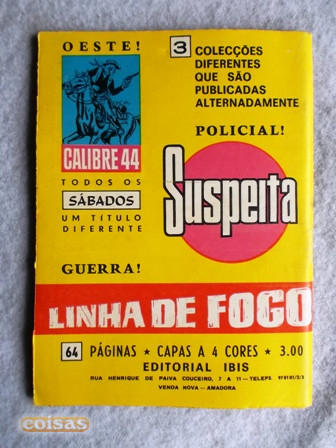 OESTE!
CALIBRE 44
TODOS OS
SÁBADOS
UM TÍTULO
DIFERENTE
3 COLECÇÕES
DIFERENTES
QUE SÃO
PUBLICADAS
ALTERNADAMENTE
POLICIAL!
Suspeita
GUERRA!
LINHA DE FOGO
64 PÁGINAS ★ CAPAS A 4 CORES ★ 3.00
EDITORIAL IBIS
RUA HENRIQUE DE PAIVA COUCEIRO, 7 A 11—TELEFS.
VENDA NOVA—AMADORA
coisas